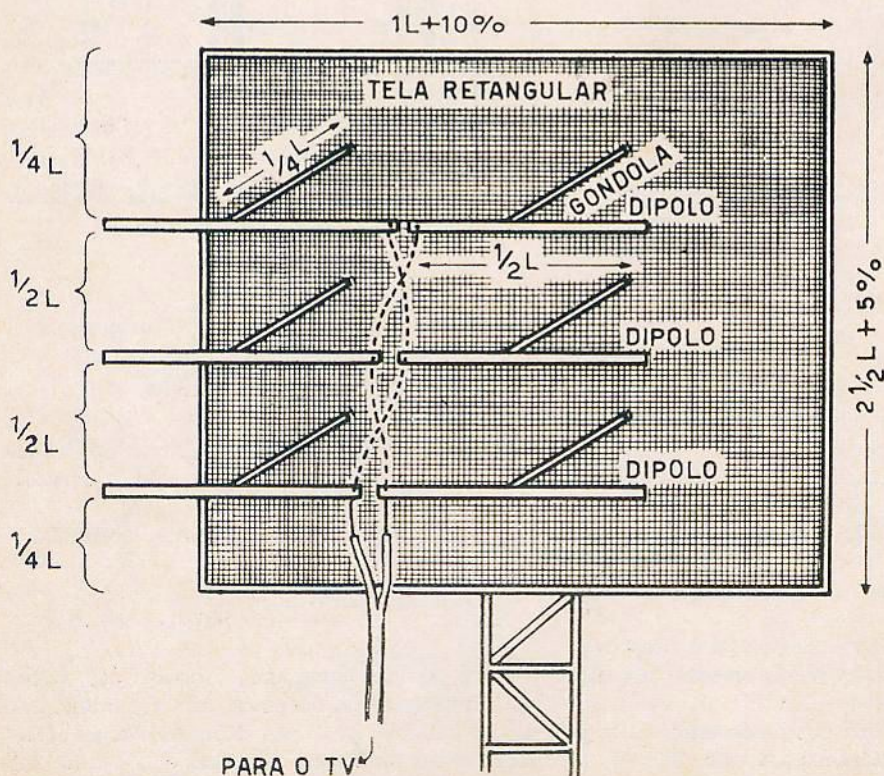 1L+10%
TELA RETANGULAR
1/4 L
1/4 L
GONDOLA
DIPOLO
1/2 L
1/2 L
2 1/2 L + 5%
DIPOLO
1/2 L
DIPOLO
1/4 L
PARA O TV